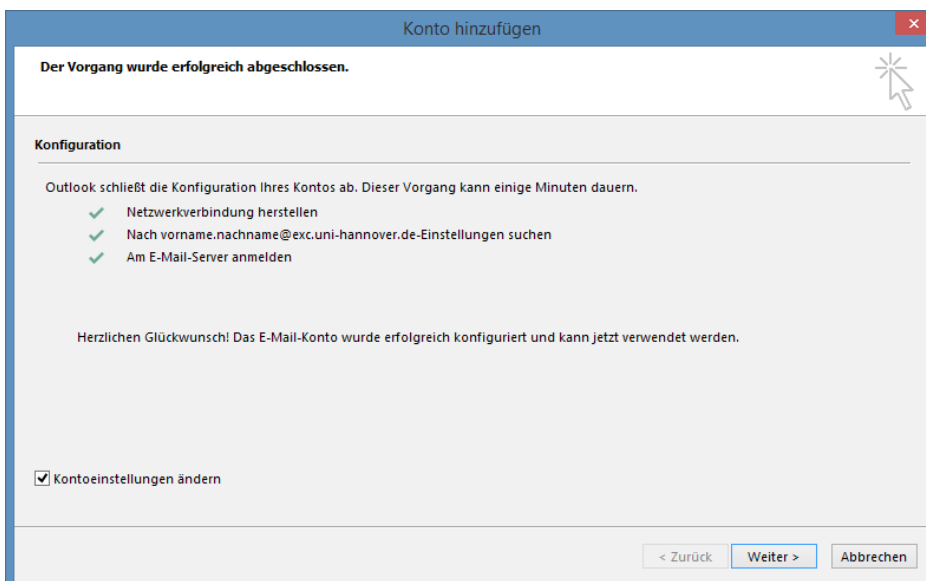 Konto hinzufügen
Der Vorgang wurde erfolgreich abgeschlossen.
Konfiguration
Outlook schließt die Konfiguration Ihres Kontos ab. Dieser Vorgang kann einige Minuten dauern.
Netzwerkverbindung herstellen
Nach vorname.nachname@exc.uni-hannover.de-Einstellungen suchen
Am E-Mail-Server anmelden
Herzlichen Glückwunsch! Das E-Mail-Konto wurde erfolgreich konfiguriert und kann jetzt verwendet werden.
Kontoeinstellungen ändern
< Zurück Weiter > Abbrechen